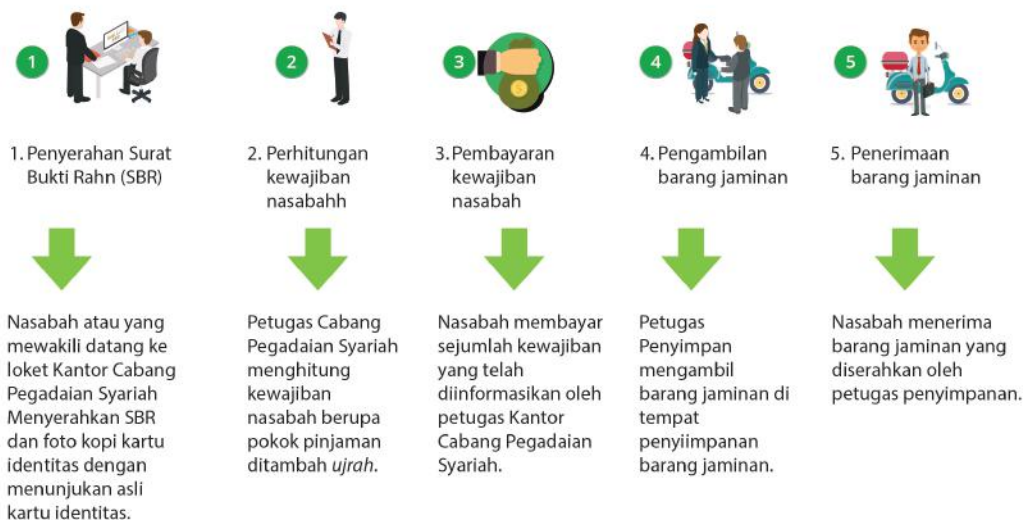 1
2
3
4
5
1. Penyerahan Surat
Bukti Rahn (SBR)
2. Perhitungan
kewajiban
nasabahh
3. Pembayaran
kewajiban
nasabah
4. Pengambilan
barang jaminan
5. Penerimaan
barang jaminan
Nasabah atau yang
mewakili datang ke
loket Kantor Cabang
Pegadaian Syariah
Menyerahkan SBR
dan foto kopi kartu
identitas dengan
menunjukan asli
kartu identitas.
Petugas Cabang
Pegadaian Syariah
menghitung
kewajiban
nasabah berupa
pokok pinjaman
ditambah ujrah.
Nasabah membayar
sejumlah kewajiban
yang telah
diinformasikan oleh
petugas Kantor
Cabang Pegadaian
Syariah.
Petugas
Penyimpan
mengambil
barang jaminan di
tempat
penyiimpanan
barang jaminan.
Nasabah menerima
barang jaminan yang
diserahkan oleh
petugas penyimpanan.